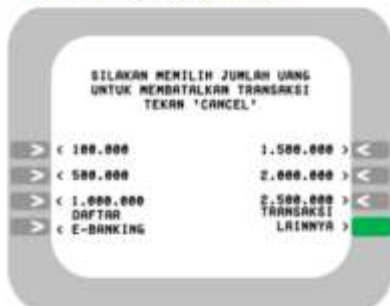 SILAKAN MEMILIH JUMLAH UANG
UNTUK MEMBATALKAN TRANSAKSI
TEKAN 'CANCEL'
> < 100.000 1.500.000 > <
> < 500.000 2.000.000 > <
> < 1.000.000 2.500.000 > <
DAFTAR TRANSAKSI
> < E-BANKING LAINNYA >